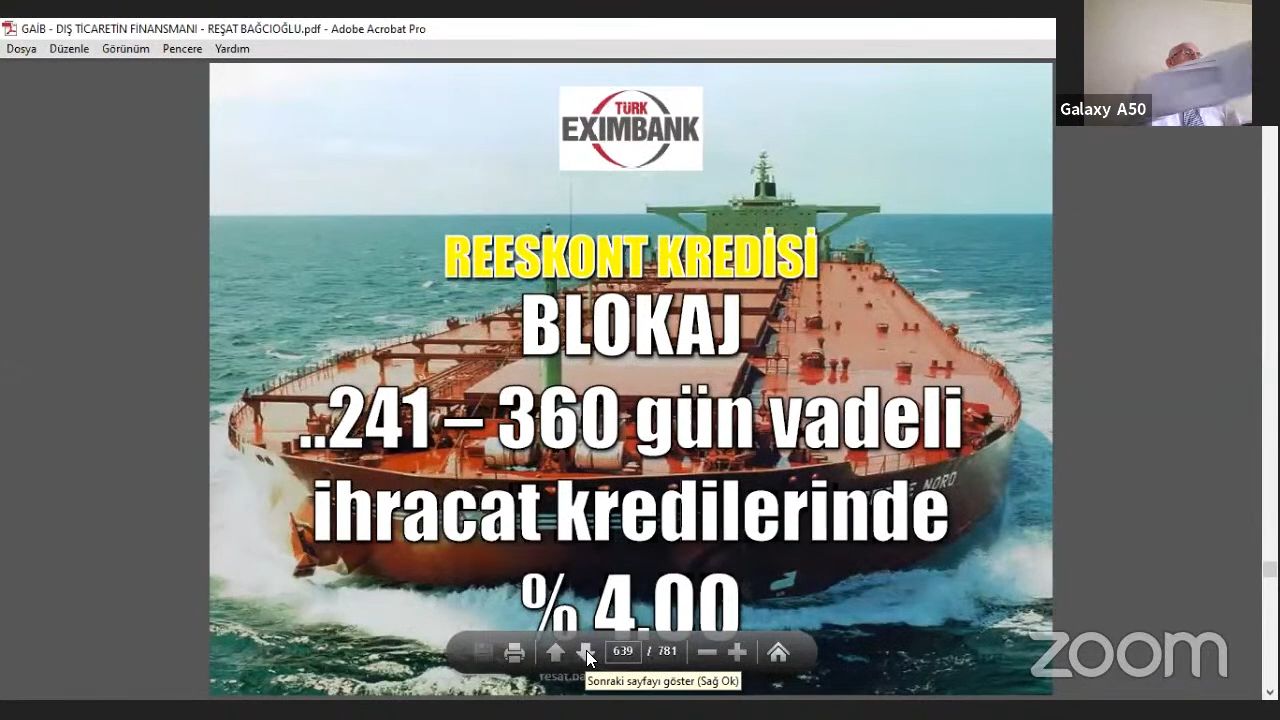 GAİB - DIŞ TİCARETİN FİNANSMANI - REŞAT BAĞCIOĞLU.pdf - Adobe Acrobat Pro
Dosya Düzenle Görünüm Pencere Yardım
Galaxy A50
TÜRK
EXIMBANK
REESKONT KREDİSİ
BLOKAJ
..241 – 360 gün vadeli
ihracat kredilerinde
% 4.00
NORD
639 / 781
Sonraki sayfayı göster (Sağ Ok)
zoom